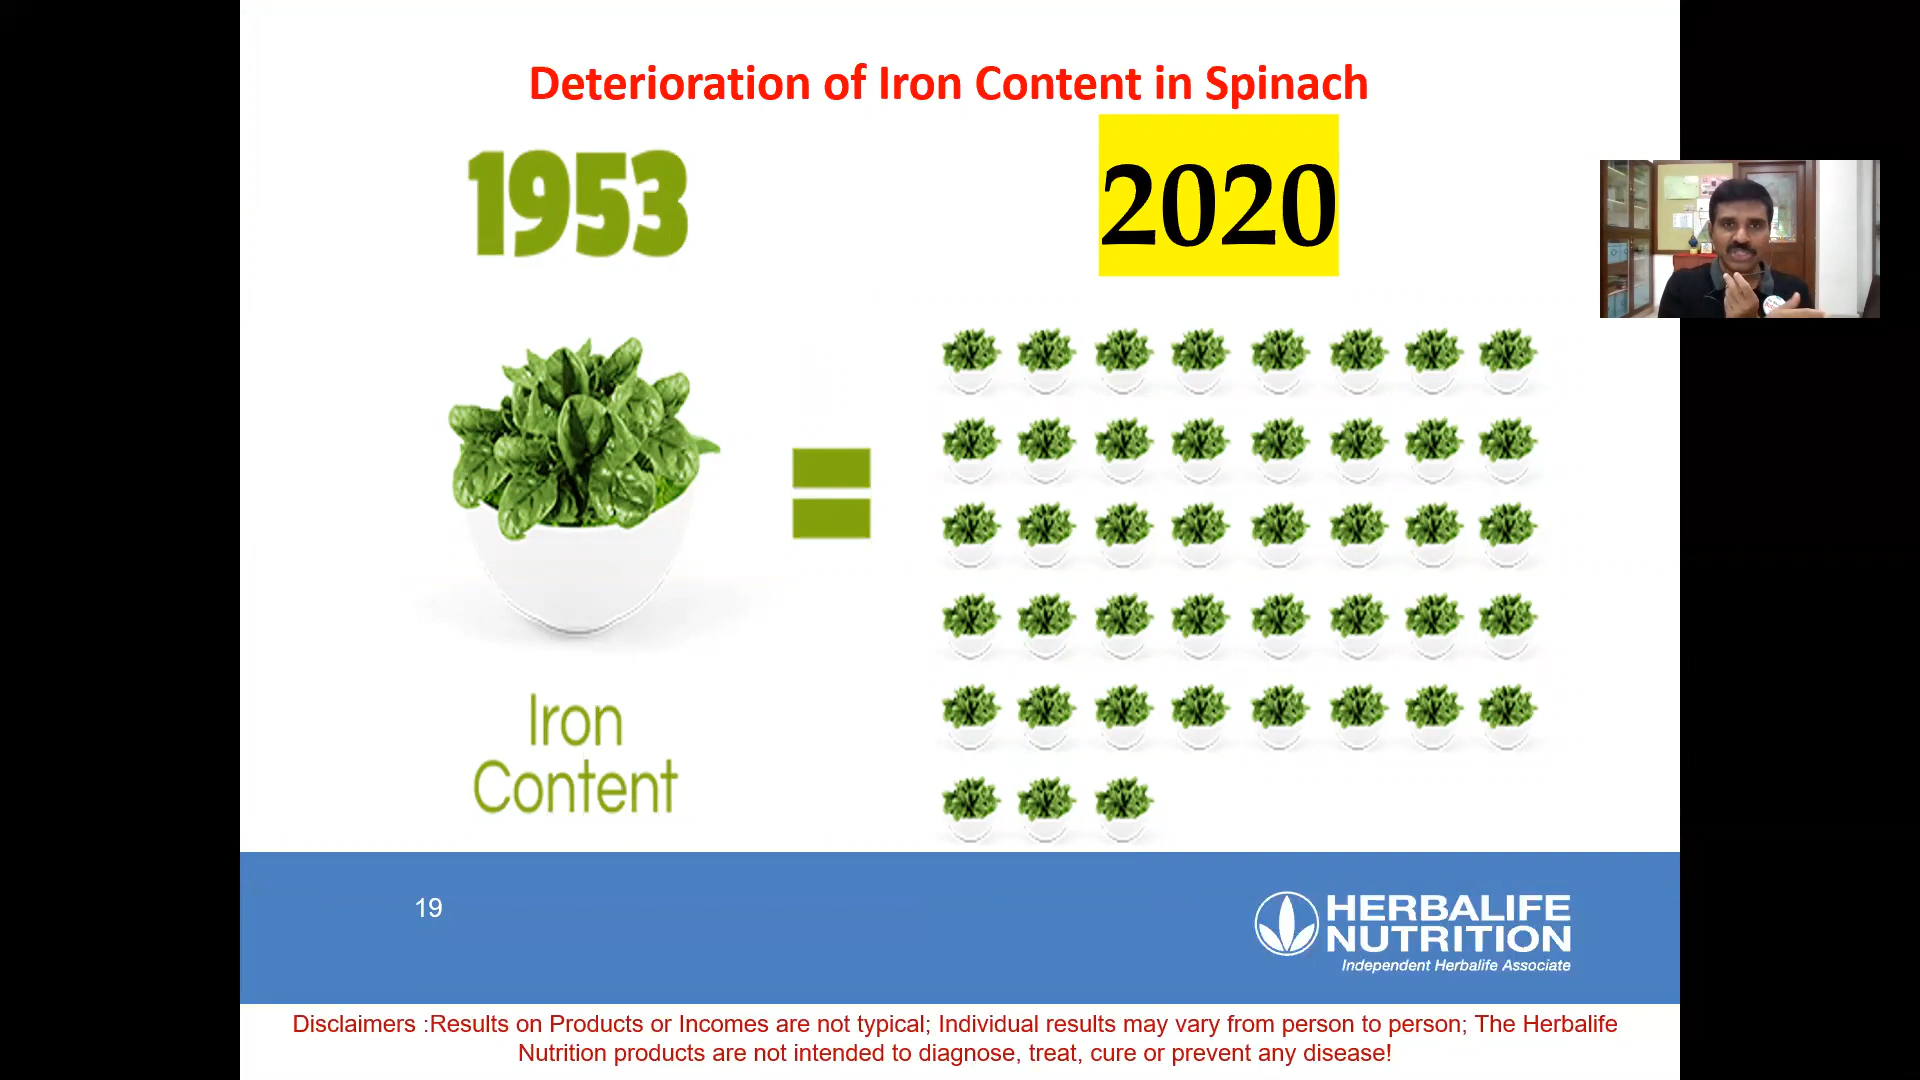 Deterioration of Iron Content in Spinach
1953
2020
Iron
Content
19
HERBALIFE
NUTRITION
Independent Herbalife Associate
Disclaimers :Results on Products or Incomes are not typical; Individual results may vary from person to person; The Herbalife
Nutrition products are not intended to diagnose, treat, cure or prevent any disease!